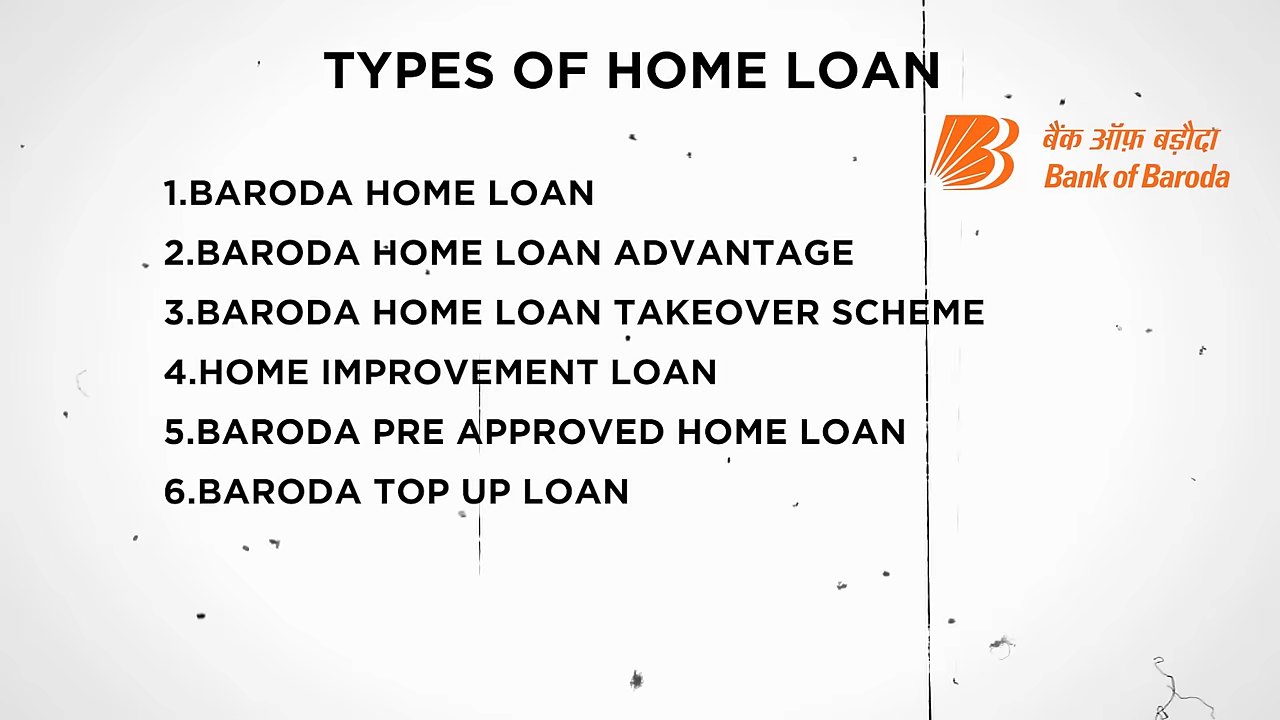 TYPES OF HOME LOAN
बैंक ऑफ़ बड़ौदा
Bank of Baroda
1.BARODA HOME LOAN
2.BARODA HOME LOAN ADVANTAGE
3.BARODA HOME LOAN TAKEOVER SCHEME
4.HOME IMPROVEMENT LOAN
5.BARODA PRE APPROVED HOME LOAN
6.BARODA TOP UP LOAN